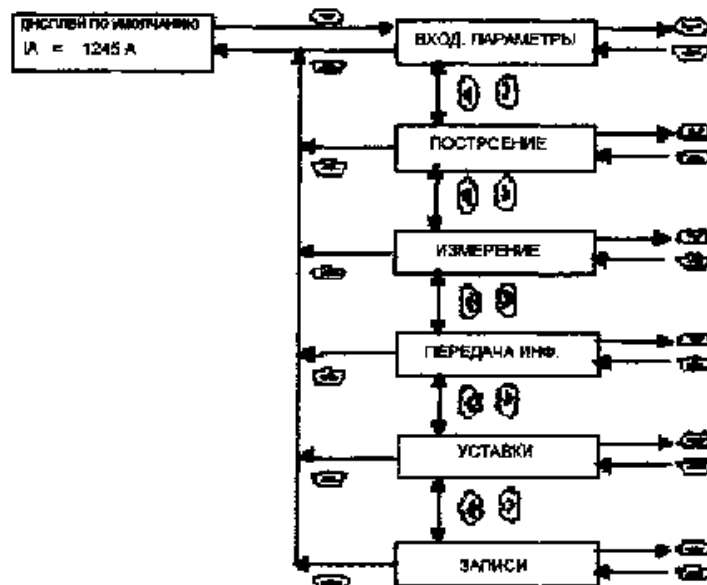 ДИСПЛЕЙ ПО УМОЛЧАНИЮ
IA = 1245 A
ВХОД. ПАРАМЕТРЫ
ПОСТРОЕНИЕ
ИЗМЕРЕНИЕ
ПЕРЕДАЧА ИНФ.
УСТАВКИ
ЗАПИСИ